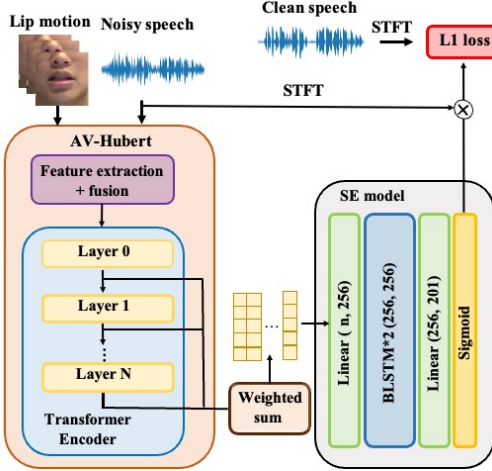 Lip motion
Noisy speech
Clean speech
STFT
L1 loss
STFT
AV-Hubert
Feature extraction
+ fusion
Layer 0
Layer 1
Layer N
Transformer
Encoder
Weighted
sum
SE model
Linear ( n, 256)
BLSTM*2 (256, 256)
Linear (256, 201)
Sigmoid